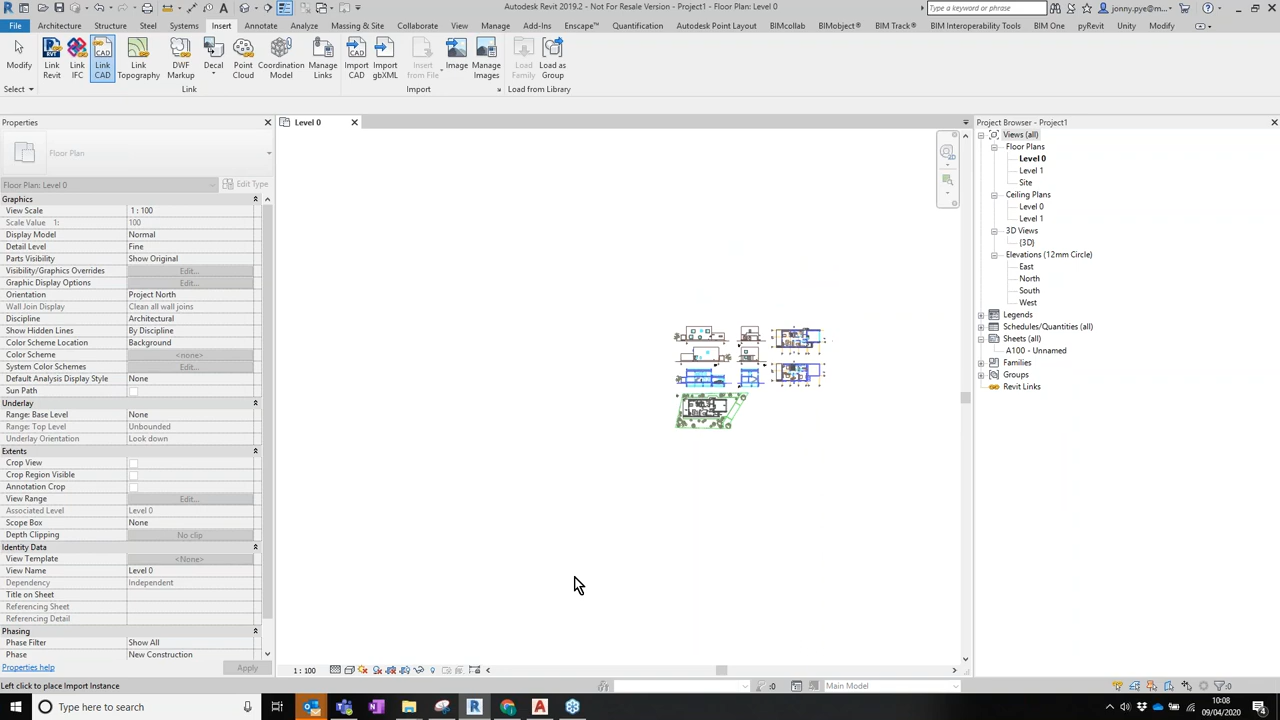 Autodesk Revit 2019.2 - Not For Resale Version - Project1 - Floor Plan: Level 0
Type a keyword or phrase
jonny.pye@m...
File Architecture Structure Steel Systems Insert Annotate Analyze Massing & Site Collaborate View Manage Add-Ins Enscape™ Quantification Autodesk Point Layout BIMcollab BIMobject® BIM Track® BIM Interoperability Tools BIM One pyRevit Unity Modify
Modify
Link Revit
Link IFC
Link CAD
Link Topography
DWF Markup
Decal
Point Cloud
Coordination Model
Manage Links
Import CAD
Import gbXML
Insert from File
Image
Manage Images
Load Family
Load as Group
Select Link Import Load from Library
Properties
Level 0
Project Browser - Project1
Floor Plan
Floor Plan: Level 0 Edit Type
Graphics
View Scale 1 : 100
Scale Value 1: 100
Display Model Normal
Detail Level Fine
Parts Visibility Show Original
Visibility/Graphics Overrides Edit...
Graphic Display Options Edit...
Orientation Project North
Wall Join Display Clean all wall joins
Discipline Architectural
Show Hidden Lines By Discipline
Color Scheme Location Background
Color Scheme <none>
System Color Schemes Edit...
Default Analysis Display Style None
Sun Path
Underlay
Range: Base Level None
Range: Top Level Unbounded
Underlay Orientation Look down
Extents
Crop View
Crop Region Visible
Annotation Crop
View Range Edit...
Associated Level Level 0
Scope Box None
Depth Clipping No clip
Identity Data
View Template <None>
View Name Level 0
Dependency Independent
Title on Sheet
Referencing Sheet
Referencing Detail
Phasing
Phase Filter Show All
Phase New Construction
Properties help Apply
Views (all)
Floor Plans
Level 0
Level 1
Site
Ceiling Plans
Level 0
Level 1
3D Views
{3D}
Elevations (12mm Circle)
East
North
South
West
Legends
Schedules/Quantities (all)
Sheets (all)
A100 - Unnamed
Families
Groups
Revit Links
1 : 100
Left click to place Import Instance
:0
Main Model
:0
Type here to search
10:08
09/04/2020